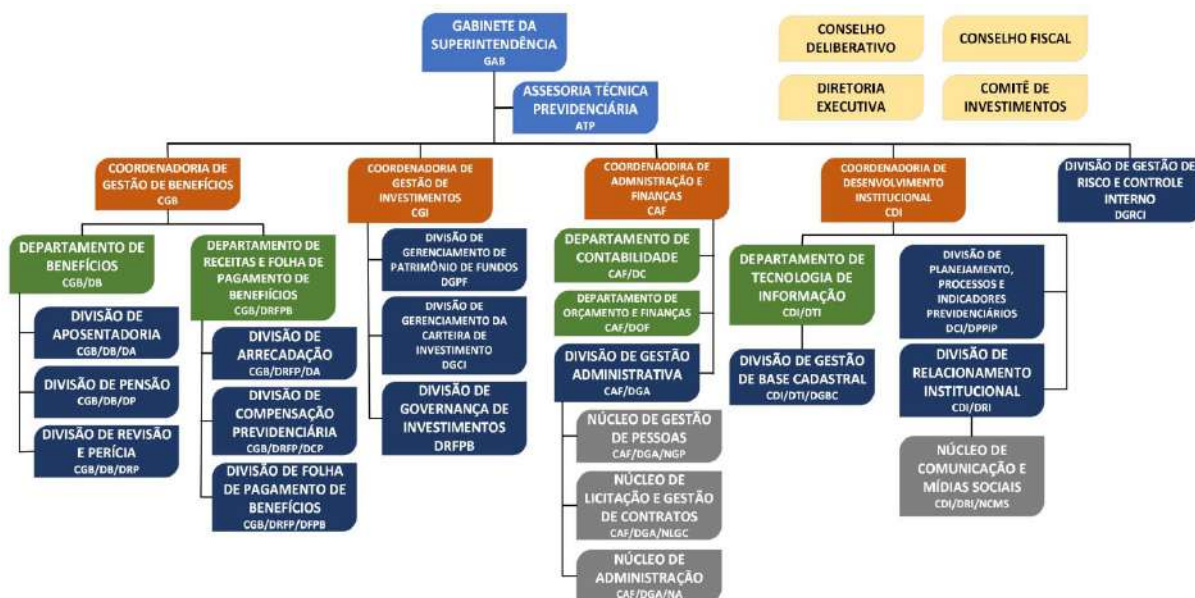 GABINETE DA
SUPERINTENDÊNCIA
GAB
ASSESSORIA TÉCNICA
PREVIDENCIÁRIA
ATP
CONSELHO
DELIBERATIVO
CONSELHO FISCAL
DIRETORIA
EXECUTIVA
COMITÊ DE
INVESTIMENTOS
COORDENADORIA DE
GESTÃO DE BENEFÍCIOS
CGB
COORDENADORIA DE
GESTÃO DE
INVESTIMENTOS
CGI
COORDENAODIRA DE
ADMNISTRAÇÃO E
FINANÇAS
CAF
COORDENADORIA DE
DESENVOLVIMENTO
INSTITUCIONAL
CDI
DIVISÃO DE GESTÃO DE
RISCO E CONTROLE
INTERNO
DGRCI
DEPARTAMENTO DE
BENEFÍCIOS
CGB/DB
DIVISÃO DE
APOSENTADORIA
CGB/DB/DA
DIVISÃO DE PENSÃO
CGB/DB/DP
DIVISÃO DE REVISÃO
E PERÍCIA
CGB/DB/DRP
DEPARTAMENTO DE
RECEITAS E FOLHA DE
PAGAMENTO DE
BENEFIÍCIOS
CGB/DRFPB
DIVISÃO DE
ARRECADAÇÃO
CGB/DRFP/DA
DIVISÃO DE
COMPENSAÇÃO
PREVIDENCIÁRIA
CGB/DRFP/DCP
DIVISÃO DE FOLHA
DE PAGAMENTO DE
BENEFÍCIOS
CGB/DRFP/DFPB
DIVISÃO DE
GERENCIAMENTO DE
PATRIMÔNIO DE FUNDOS
DGPF
DIVISÃO DE
GERENCIAMENTO DA
CARTEIRA DE
INVESTIMENTO
DGCI
DIVISÃO DE
GOVERNANÇA DE
INVESTIMENTOS
DRFPB
DEPARTAMENTO DE
CONTABILIDADE
CAF/DC
DEPARTAMENTO DE
ORÇAMENTO E FINANÇAS
CAF/DOF
DIVISÃO DE GESTÃO
ADMINISTRATIVA
CAF/DGA
NÚCLEO DE GESTÃO
DE PESSOAS
CAF/DGA/NGP
NÚCLEO DE
LICITAÇÃO E GESTÃO
DE CONTRATOS
CAF/DGA/NLGC
NÚCLEO DE
ADMINISTRAÇÃO
CAF/DGA/NA
DEPARTAMENTO DE
TECNOLOGIA DE
INFORMAÇÃO
CDI/DTI
DIVISÃO DE GESTÃO
DE BASE CADASTRAL
CDI/DTI/DGBC
DIVISÃO DE
PLANEJAMENTO,
PROCESSOS E
INDICADORES
PREVIDENCIÁRIOS
DCI/DPPIP
DIVISÃO DE
RELACIONAMENTO
INSTITUCIONAL
CDI/DRI
NÚCLEO DE
COMUNICAÇÃO E
MÍDIAS SOCIAIS
CDI/DRI/NCMS